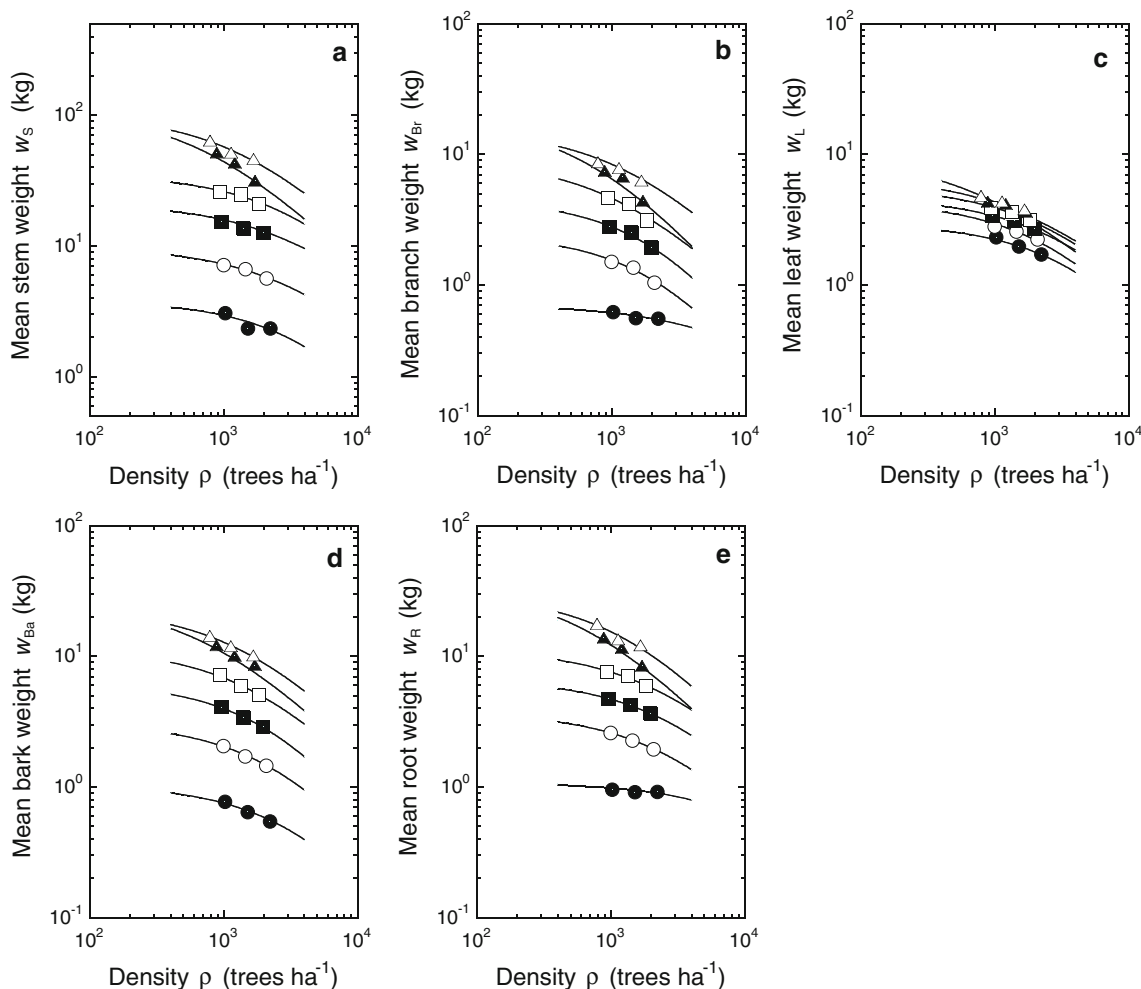 a
Mean stem weight w_S (kg)
10^2
10^1
10^0
10^2 10^3 10^4
Density ρ (trees ha^-1)
b
Mean branch weight w_Br (kg)
10^2
10^1
10^0
10^-1
10^2 10^3 10^4
Density ρ (trees ha^-1)
c
Mean leaf weight w_L (kg)
10^2
10^1
10^0
10^-1
10^2 10^3 10^4
Density ρ (trees ha^-1)
d
Mean bark weight w_Ba (kg)
10^2
10^1
10^0
10^-1
10^2 10^3 10^4
Density ρ (trees ha^-1)
e
Mean root weight w_R (kg)
10^2
10^1
10^0
10^-1
10^2 10^3 10^4
Density ρ (trees ha^-1)